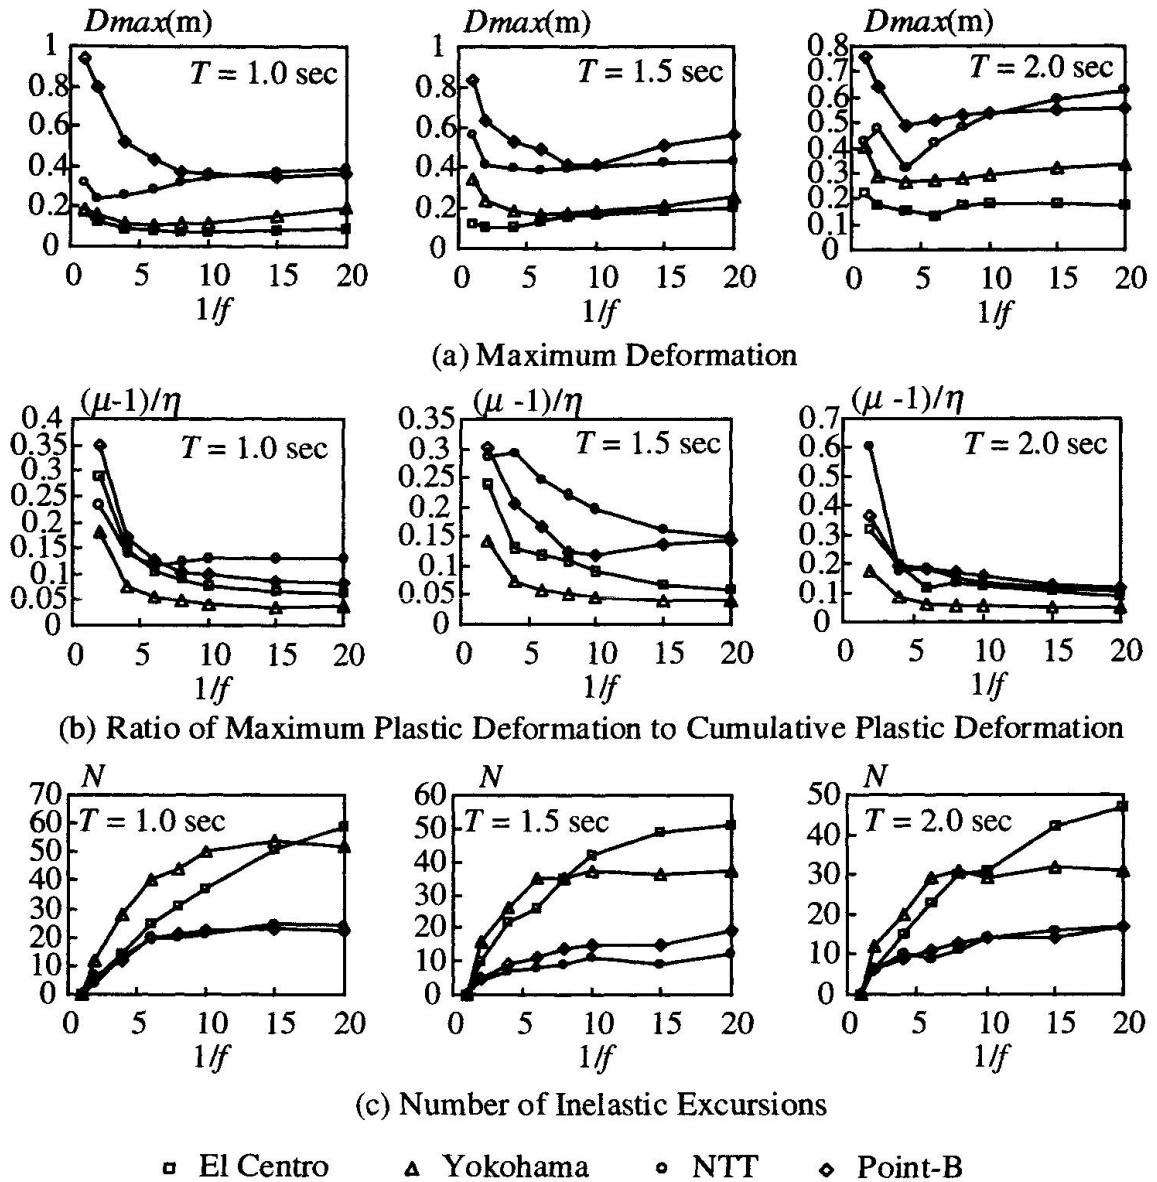 Dmax(m) Dmax(m) Dmax(m)
1 1 0.8
T = 1.0 sec T = 1.5 sec T = 2.0 sec
0.8 0.8 0.7
0.6 0.6 0.6
0.4 0.4 0.5
0.2 0.2 0.4
0 0 0.3
0.2
0.1
0
0 5 10 15 20 0 5 10 15 20 0 5 10 15 20
1/f 1/f 1/f
(a) Maximum Deformation
(μ-1)/η (μ -1)/η (μ -1)/η
0.4 0.35 0.7
T = 1.0 sec T = 1.5 sec T = 2.0 sec
0.35 0.3 0.6
0.3 0.25 0.5
0.25 0.2 0.4
0.2 0.15 0.3
0.15 0.1 0.2
0.1 0.05 0.1
0.05 0 0
0
0 5 10 15 20 0 5 10 15 20 0 5 10 15 20
1/f 1/f 1/f
(b) Ratio of Maximum Plastic Deformation to Cumulative Plastic Deformation
N N N
70 60 50
T = 1.0 sec T = 1.5 sec T = 2.0 sec
60 50 40
50 40 30
40 30 20
30 20 10
20 10 0
10 0
0
0 5 10 15 20 0 5 10 15 20 0 5 10 15 20
1/f 1/f 1/f
(c) Number of Inelastic Excursions
El Centro Yokohama NTT Point-B